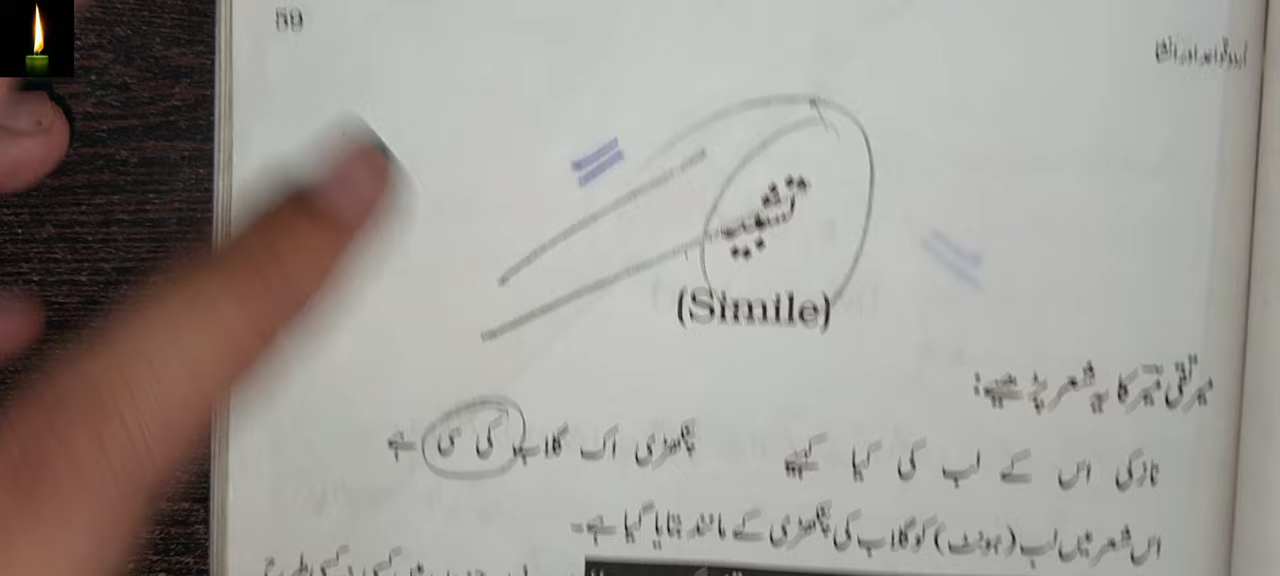 59
اردو قواعد اور انشا
تشبیہ
(Simile)
میر تقی میر کا یہ شعر پڑھیے:
نازکی اس کے لب کی کیا کہیے پنکھڑی اک گلاب کی سی ہے
اس شعر میں لب (ہونٹ) کو گلاب کی پنکھڑی کے مانند بتایا گیا ہے۔